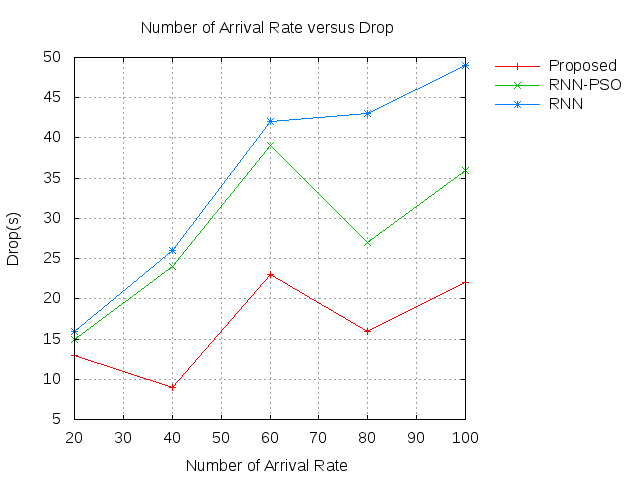 Number of Arrival Rate versus Drop
50
45
40
35
30
25
20
15
10
5
20 30 40 50 60 70 80 90 100
Drop(s)
Number of Arrival Rate
Proposed
RNN-PSO
RNN